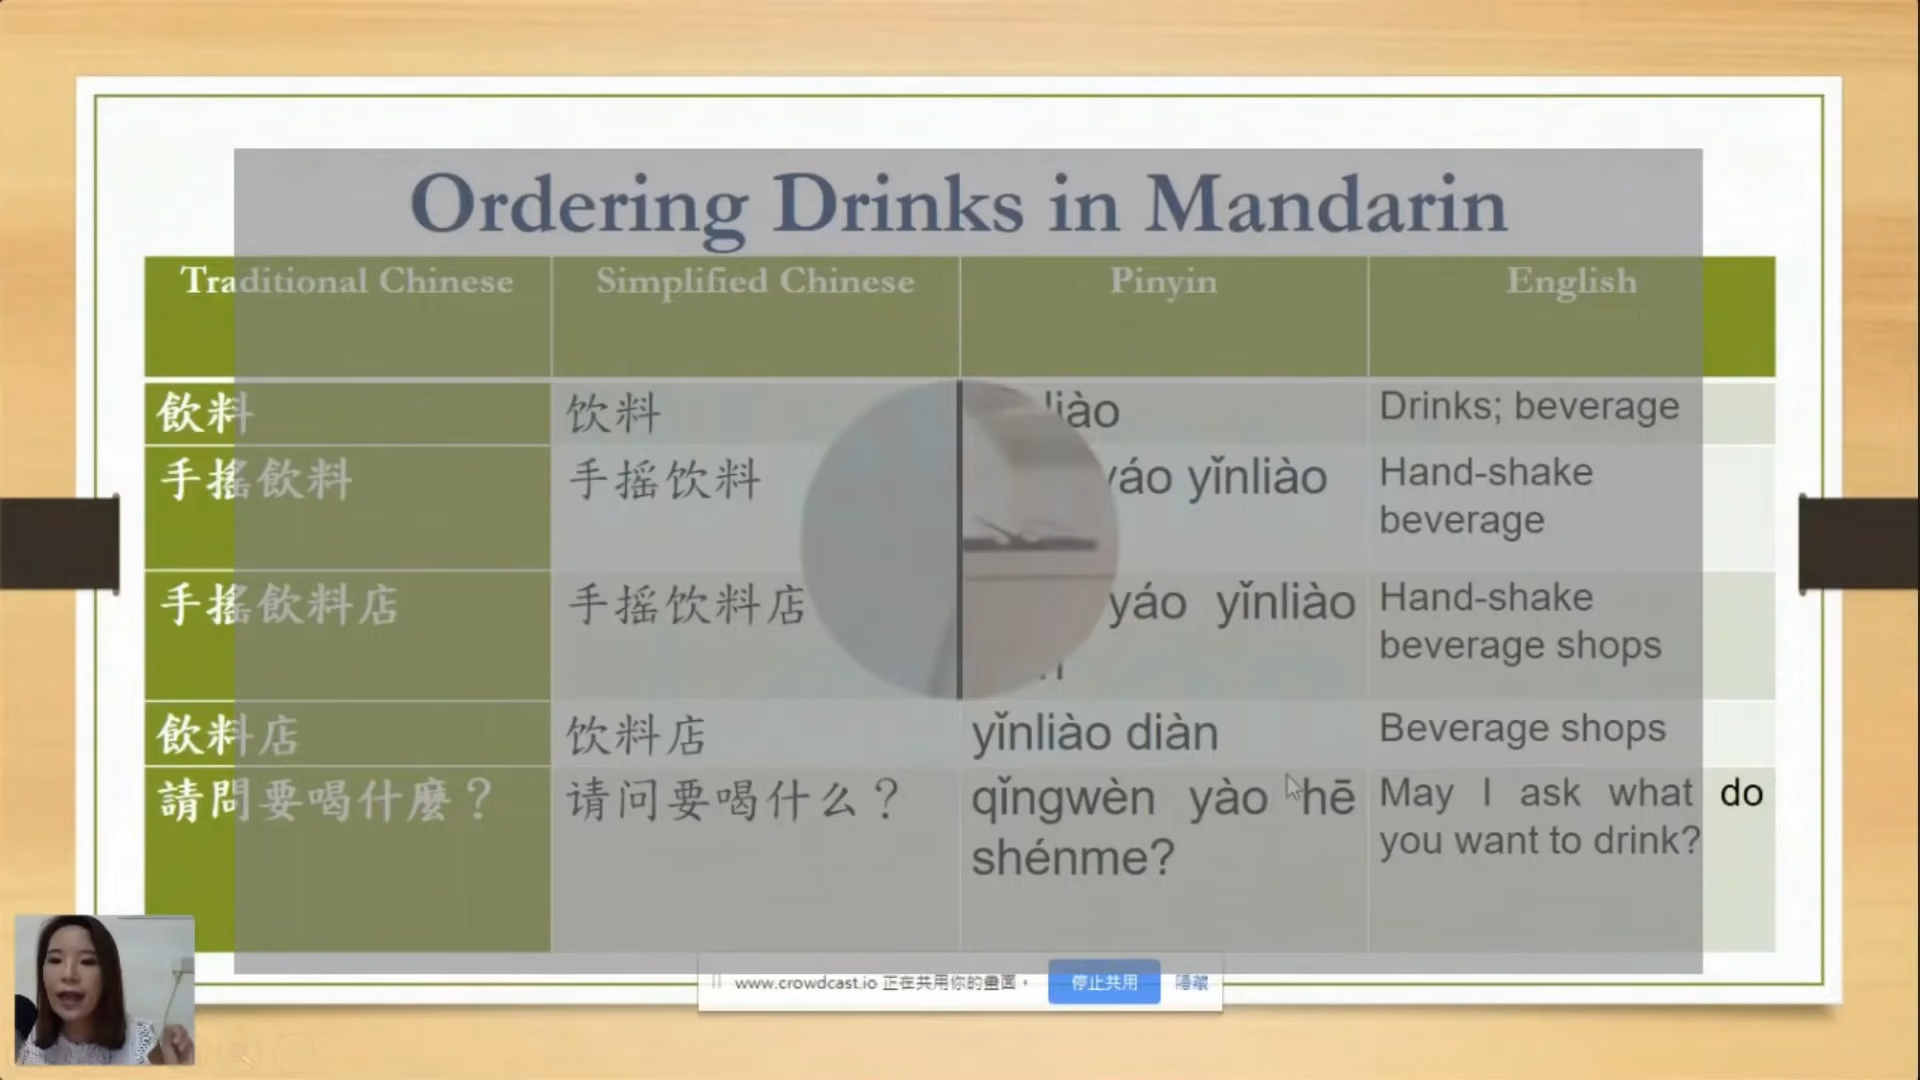 Ordering Drinks in Mandarin
Traditional Chinese Simplified Chinese Pinyin English
飲料 饮料 liào Drinks; beverage
手搖飲料 手摇饮料 yáo yǐnliào Hand-shake
beverage
手搖飲料店 手摇饮料店 yáo yǐnliào Hand-shake
beverage shops
飲料店 饮料店 yǐnliào diàn Beverage shops
請問要喝什麼？ 请问要喝什么？ qǐngwèn yào hē May I ask what do
shénme? you want to drink?
www.crowdcast.io 正在共用你的畫面。 停止共用 隱藏